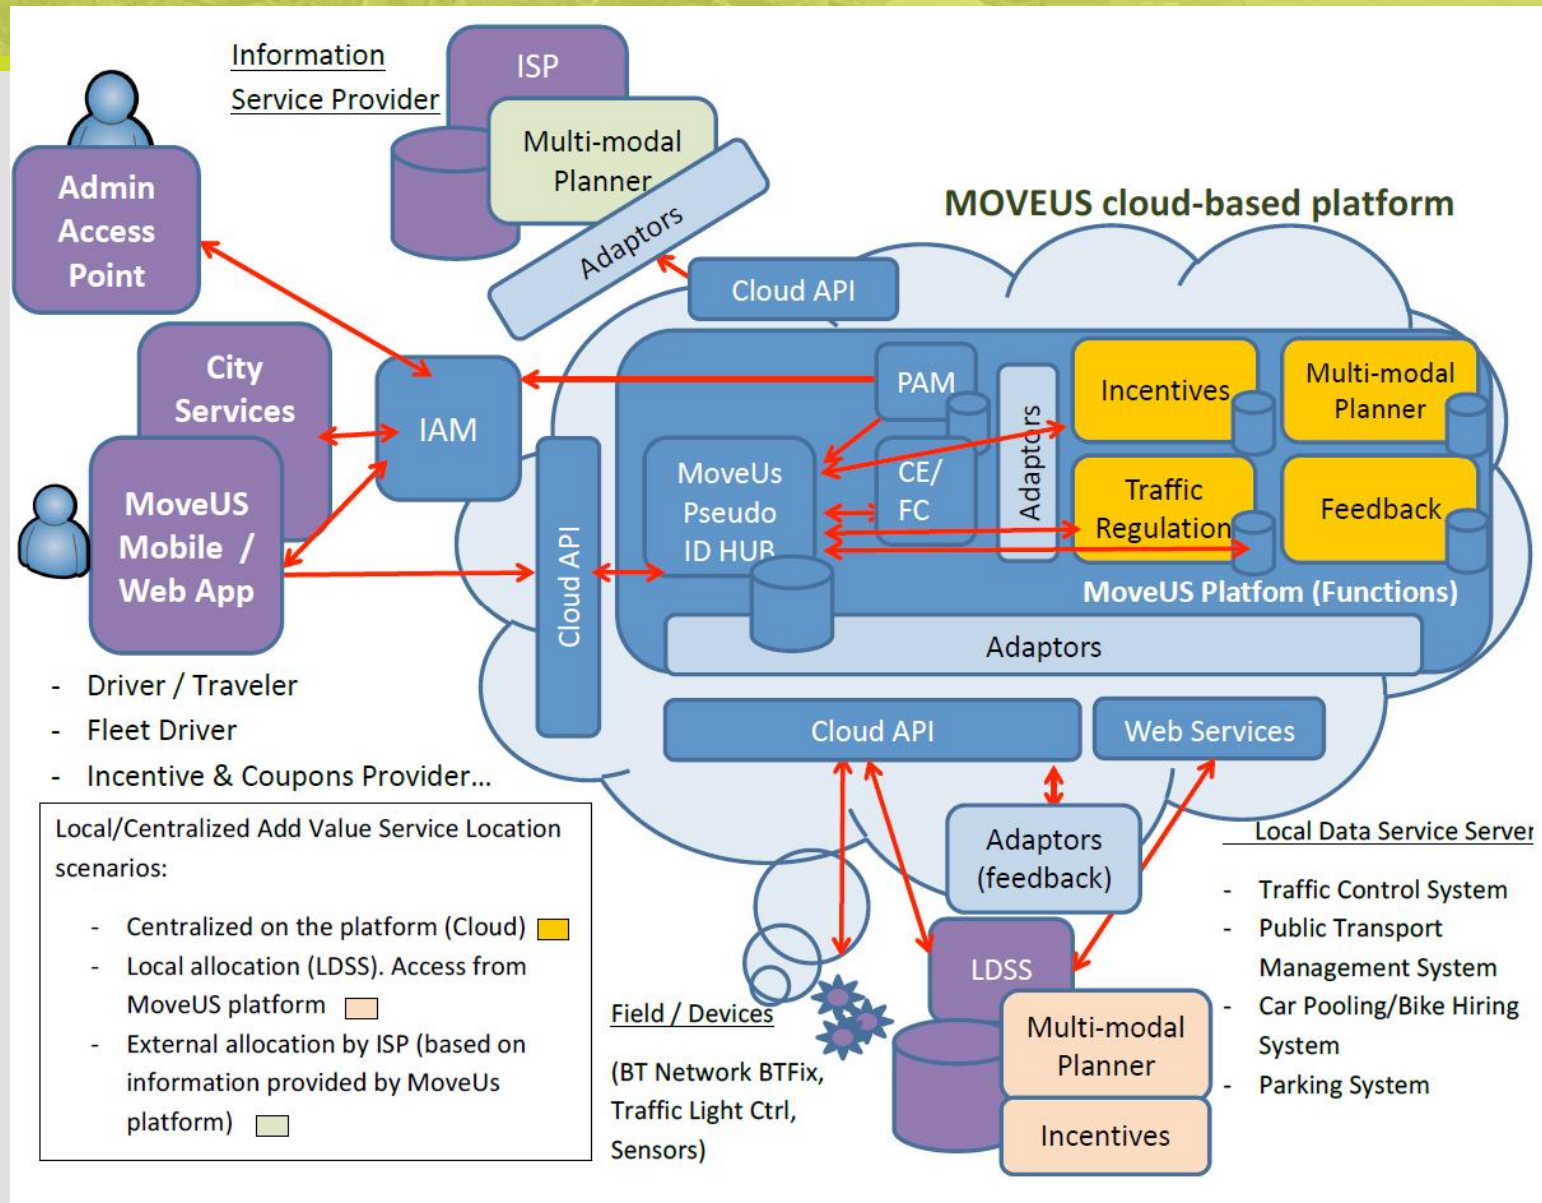 Information
Service Provider
ISP
Multi-modal
Planner
Adaptors
Admin
Access
Point
MOVEUS cloud-based platform
Cloud API
City
Services
IAM
PAM
Adaptors
Incentives
Multi-modal
Planner
MoveUS
Mobile /
Web App
Cloud API
MoveUs
Pseudo
ID HUB
CE/
FC
Traffic
Regulation
Feedback
MoveUS Platfom (Functions)
Adaptors
- Driver / Traveler
- Fleet Driver
- Incentive & Coupons Provider...
Cloud API
Web Services
Local/Centralized Add Value Service Location
scenarios:
- Centralized on the platform (Cloud)
- Local allocation (LDSS). Access from
MoveUS platform
- External allocation by ISP (based on
information provided by MoveUs
platform)
Adaptors
(feedback)
Field / Devices
(BT Network BTFix,
Traffic Light Ctrl,
Sensors)
LDSS
Multi-modal
Planner
Incentives
Local Data Service Server
- Traffic Control System
- Public Transport
Management System
- Car Pooling/Bike Hiring
System
- Parking System